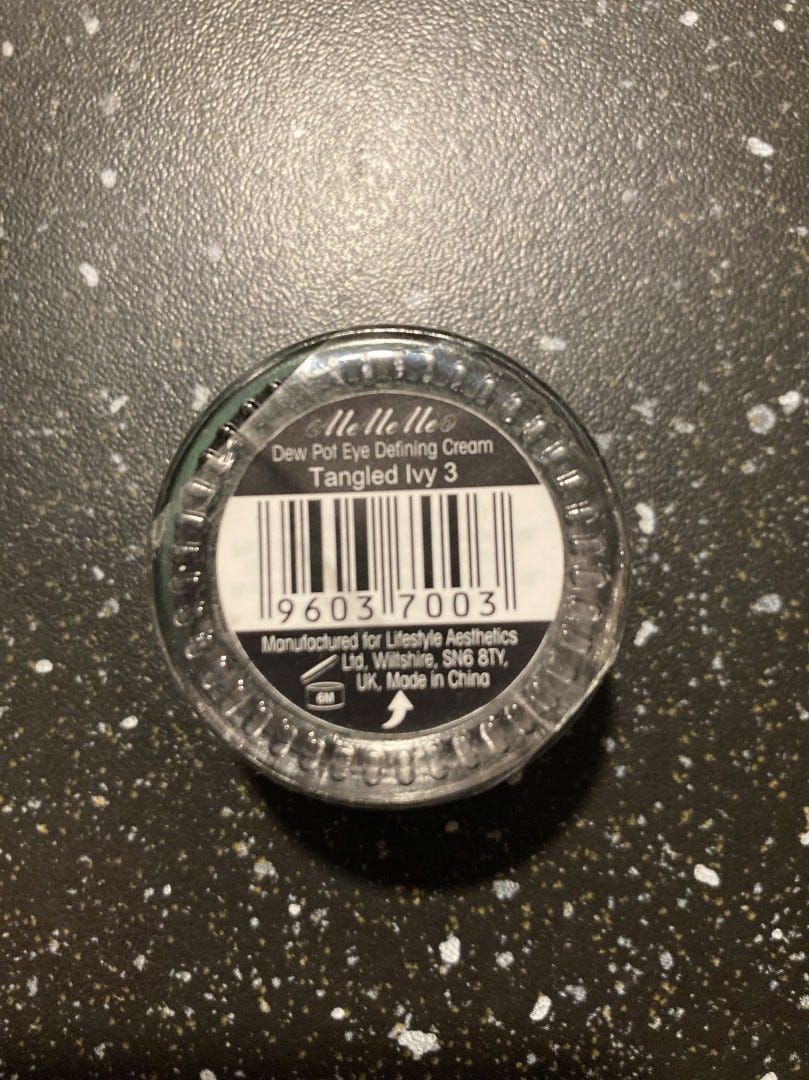 MeMeMe
Dew Pot Eye Defining Cream
Tangled Ivy 3
9603 7003
Manufactured for Lifestyle Aesthetics
Ltd, Wiltshire, SN6 8TY,
UK, Made in China
6M